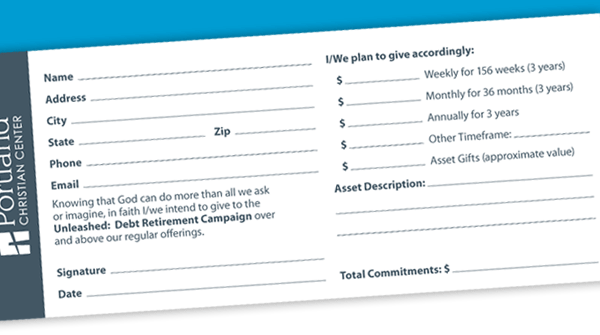 Portland
CHRISTIAN CENTER
Name
Address
City
State Zip
Phone
Email
Knowing that God can do more than all we ask
or imagine, in faith I/we intend to give to the
Unleashed: Debt Retirement Campaign over
and above our regular offerings.
Signature
Date
I/We plan to give accordingly:
$ Weekly for 156 weeks (3 years)
$ Monthly for 36 months (3 years)
$ Annually for 3 years
$ Other Timeframe:
$ Asset Gifts (approximate value)
Asset Description:
Total Commitments: $